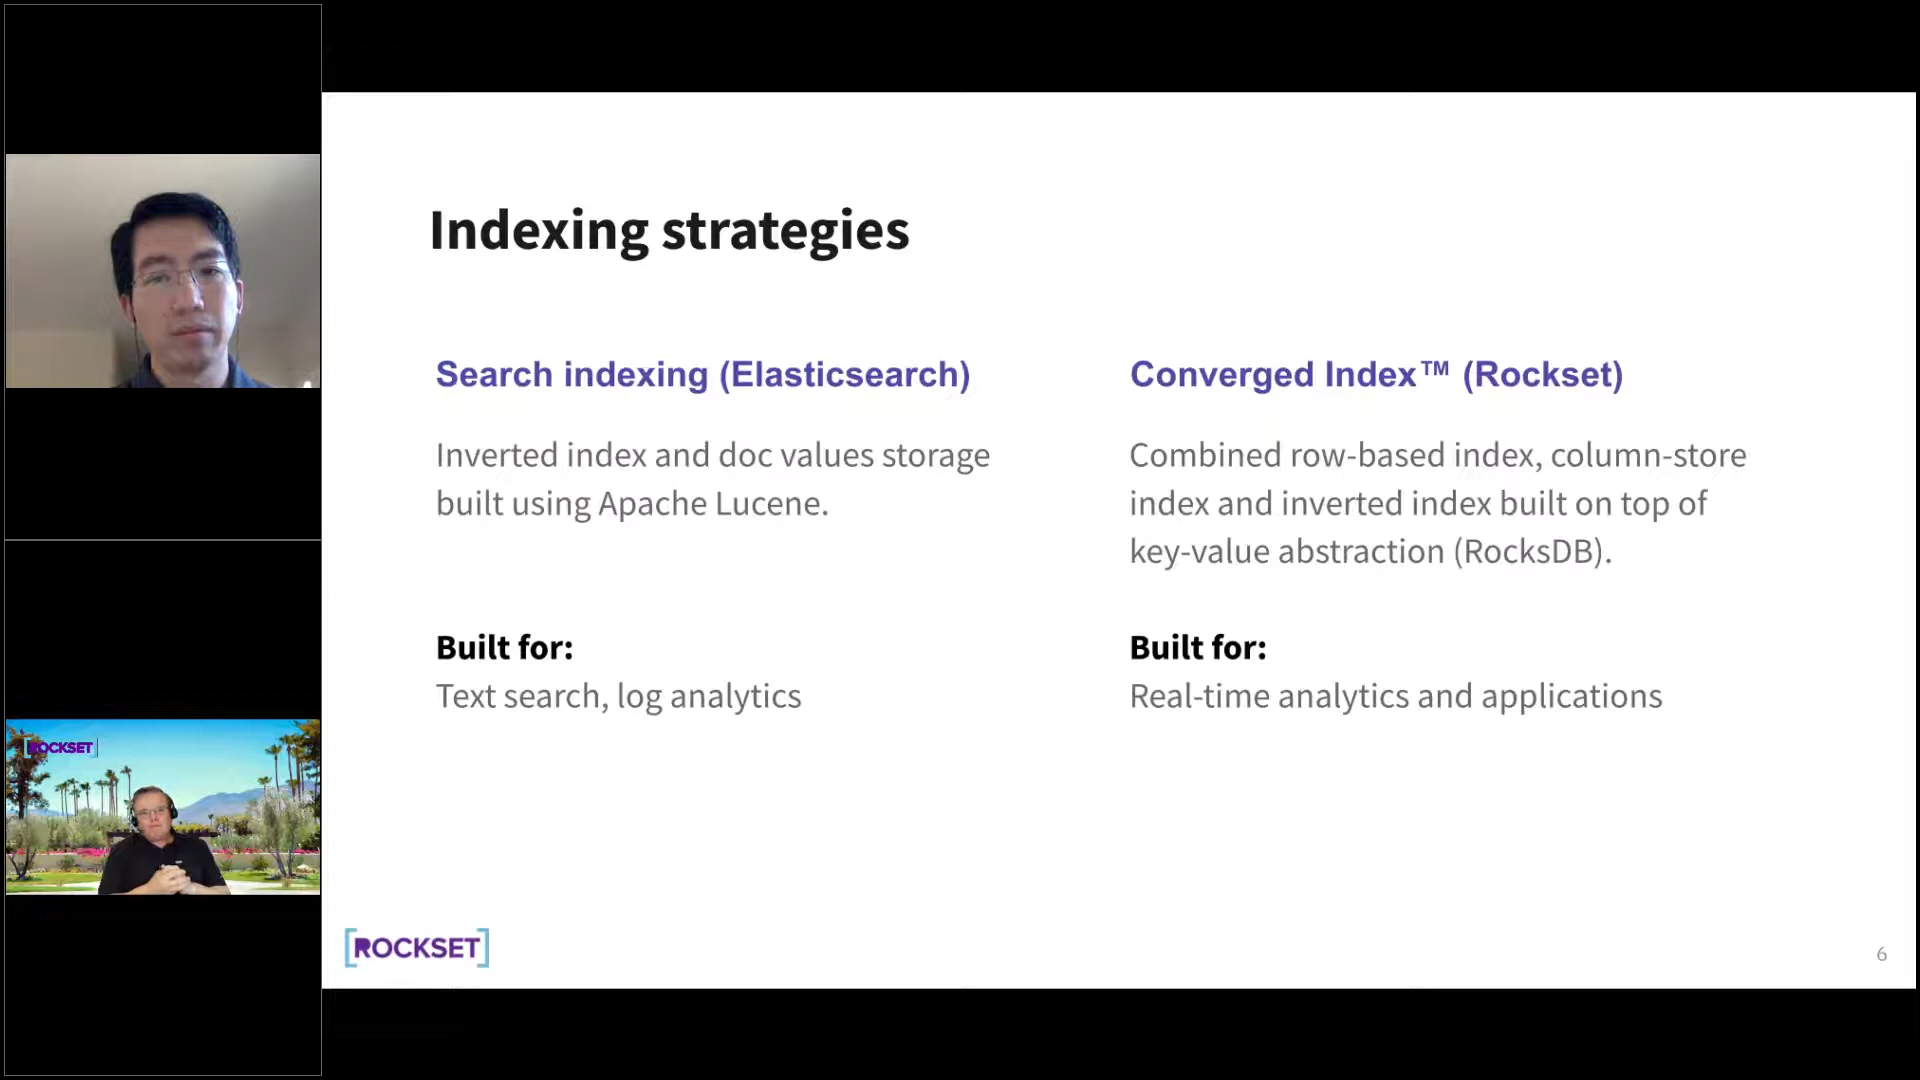 Indexing strategies
Search indexing (Elasticsearch)
Inverted index and doc values storage
built using Apache Lucene.
Built for:
Text search, log analytics
Converged Index™ (Rockset)
Combined row-based index, column-store
index and inverted index built on top of
key-value abstraction (RocksDB).
Built for:
Real-time analytics and applications
[ROCKSET]
[ROCKSET]
6